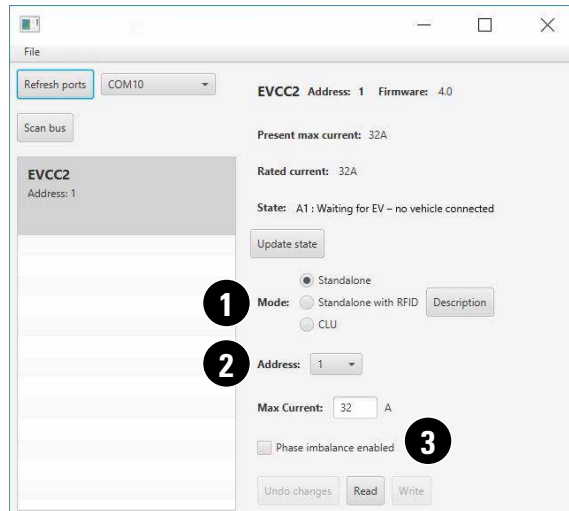 File
Refresh ports COM10
Scan bus
EVCC2
Address: 1
EVCC2 Address: 1 Firmware: 4.0
Present max current: 32A
Rated current: 32A
State: A1 : Waiting for EV – no vehicle connected
Update state
Standalone
1 Mode: Standalone with RFID Description
CLU
2 Address: 1
Max Current: 32 A
Phase imbalance enabled 3
Undo changes Read Write